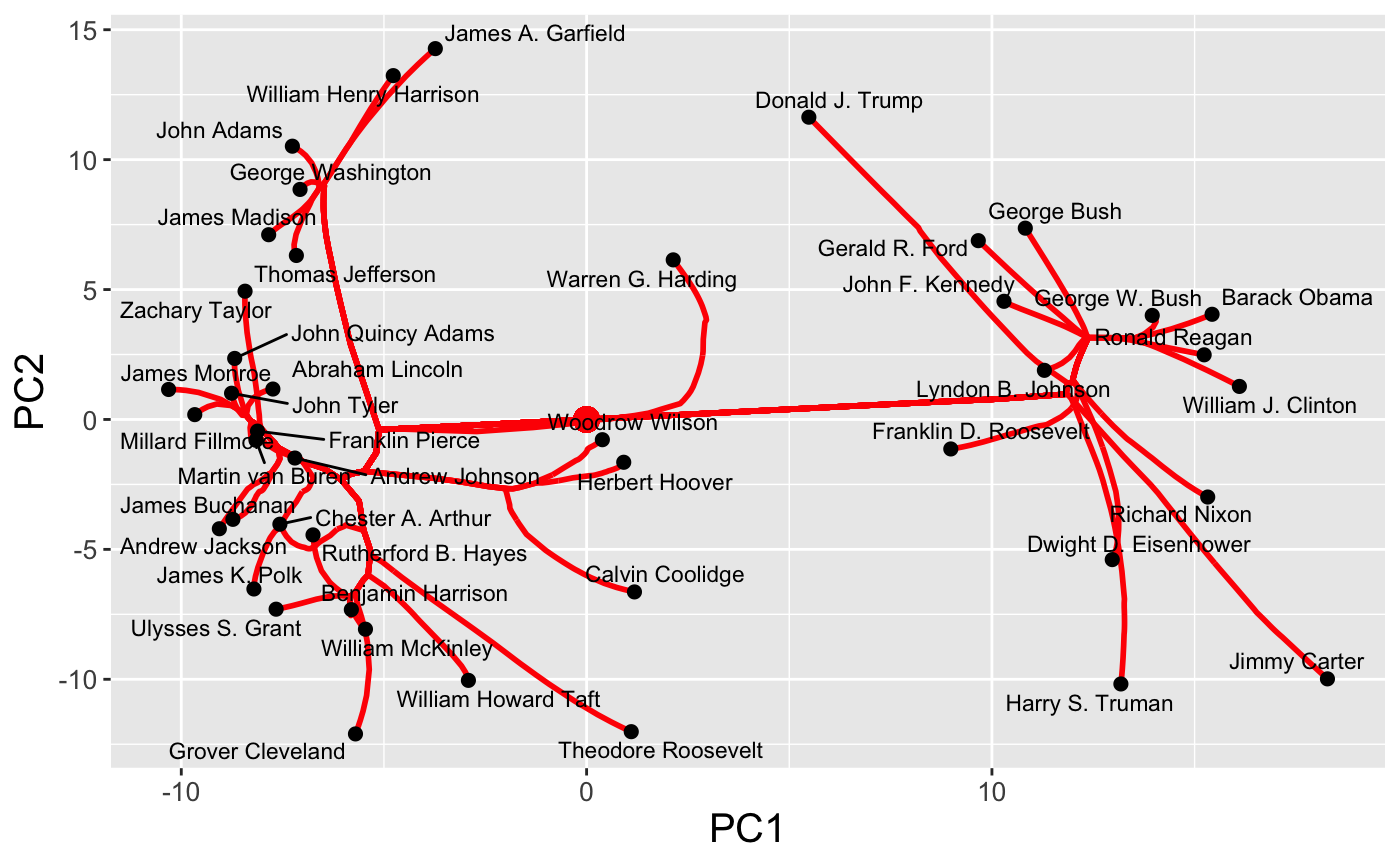 15
James A. Garfield
William Henry Harrison
Donald J. Trump
John Adams
10
George Washington
James Madison
George Bush
Gerald R. Ford
Thomas Jefferson
Warren G. Harding
John F. Kennedy
5
George W. Bush
Barack Obama
Zachary Taylor
John Quincy Adams
Ronald Reagan
James Monroe
Abraham Lincoln
Lyndon B. Johnson
William J. Clinton
John Tyler
0
Woodrow Wilson
Franklin D. Roosevelt
Millard Fillmore
Franklin Pierce
Martin van Buron
Andrew Johnson
Herbert Hoover
James Buchanan
Chester A. Arthur
Richard Nixon
Andrew Jackson
-5
Rutherford B. Hayes
Dwight D. Eisenhower
James K. Polk
Calvin Coolidge
Benjamin Harrison
Ulysses S. Grant
William McKinley
Jimmy Carter
-10
William Howard Taft
Harry S. Truman
Grover Cleveland
Theodore Roosevelt
-10
0
10
PC1
PC2